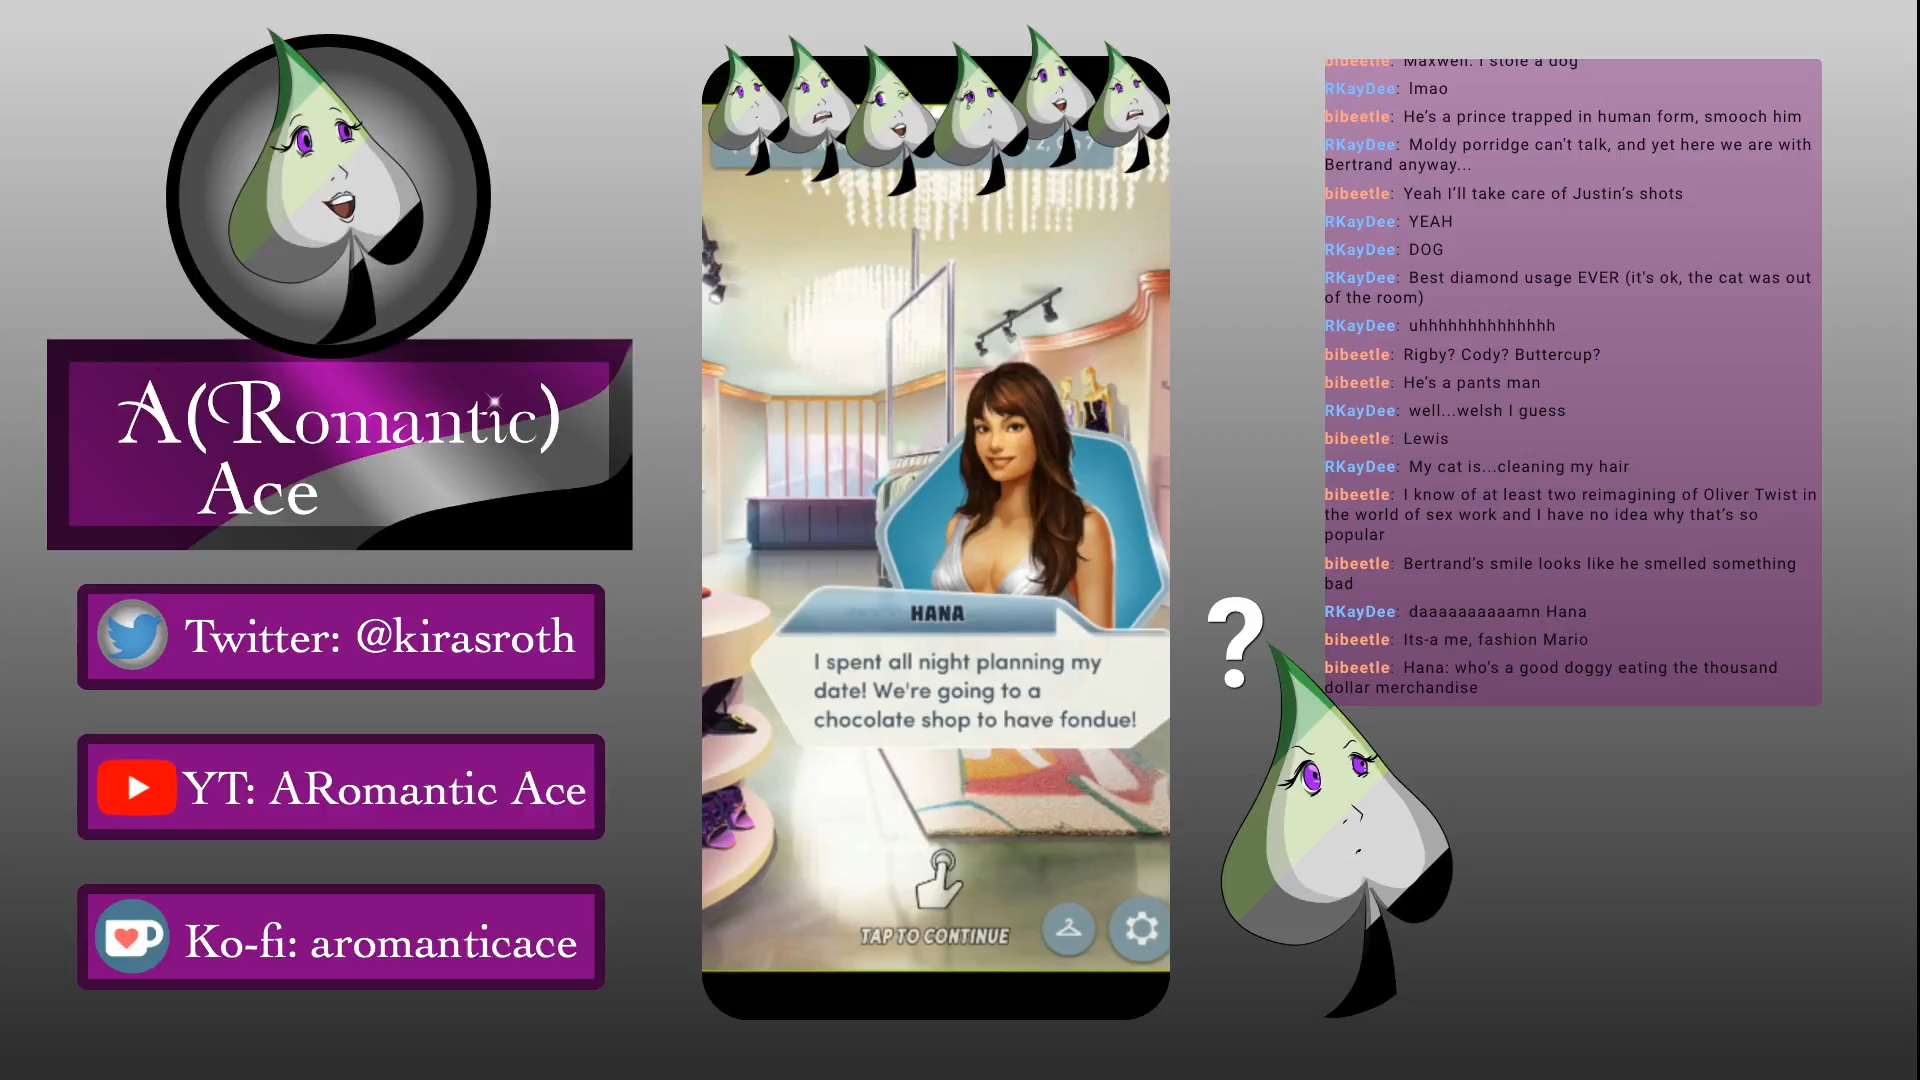 A(Romantic)
Ace
Twitter: @kirasroth
YT: ARomantic Ace
Ko-fi: aromanticace
HANA
I spent all night planning my
date! We're going to a
chocolate shop to have fondue!
TAP TO CONTINUE
?
bibeetle: Maxwell: I stole a dog
RKayDee: lmao
bibeetle: He's a prince trapped in human form, smooch him
RKayDee: Moldy porridge can't talk, and yet here we are with
Bertrand anyway...
bibeetle: Yeah I'll take care of Justin's shots
RKayDee: YEAH
RKayDee: DOG
RKayDee: Best diamond usage EVER (it's ok, the cat was out
of the room)
RKayDee: uhhhhhhhhhhhhhh
bibeetle: Rigby? Cody? Buttercup?
bibeetle: He's a pants man
RKayDee: well...welsh I guess
bibeetle: Lewis
RKayDee: My cat is...cleaning my hair
bibeetle: I know of at least two reimagining of Oliver Twist in
the world of sex work and I have no idea why that's so
popular
bibeetle: Bertrand's smile looks like he smelled something
bad
RKayDee: daaaaaaaaaamn Hana
bibeetle: Its-a me, fashion Mario
bibeetle: Hana: who's a good doggy eating the thousand
dollar merchandise